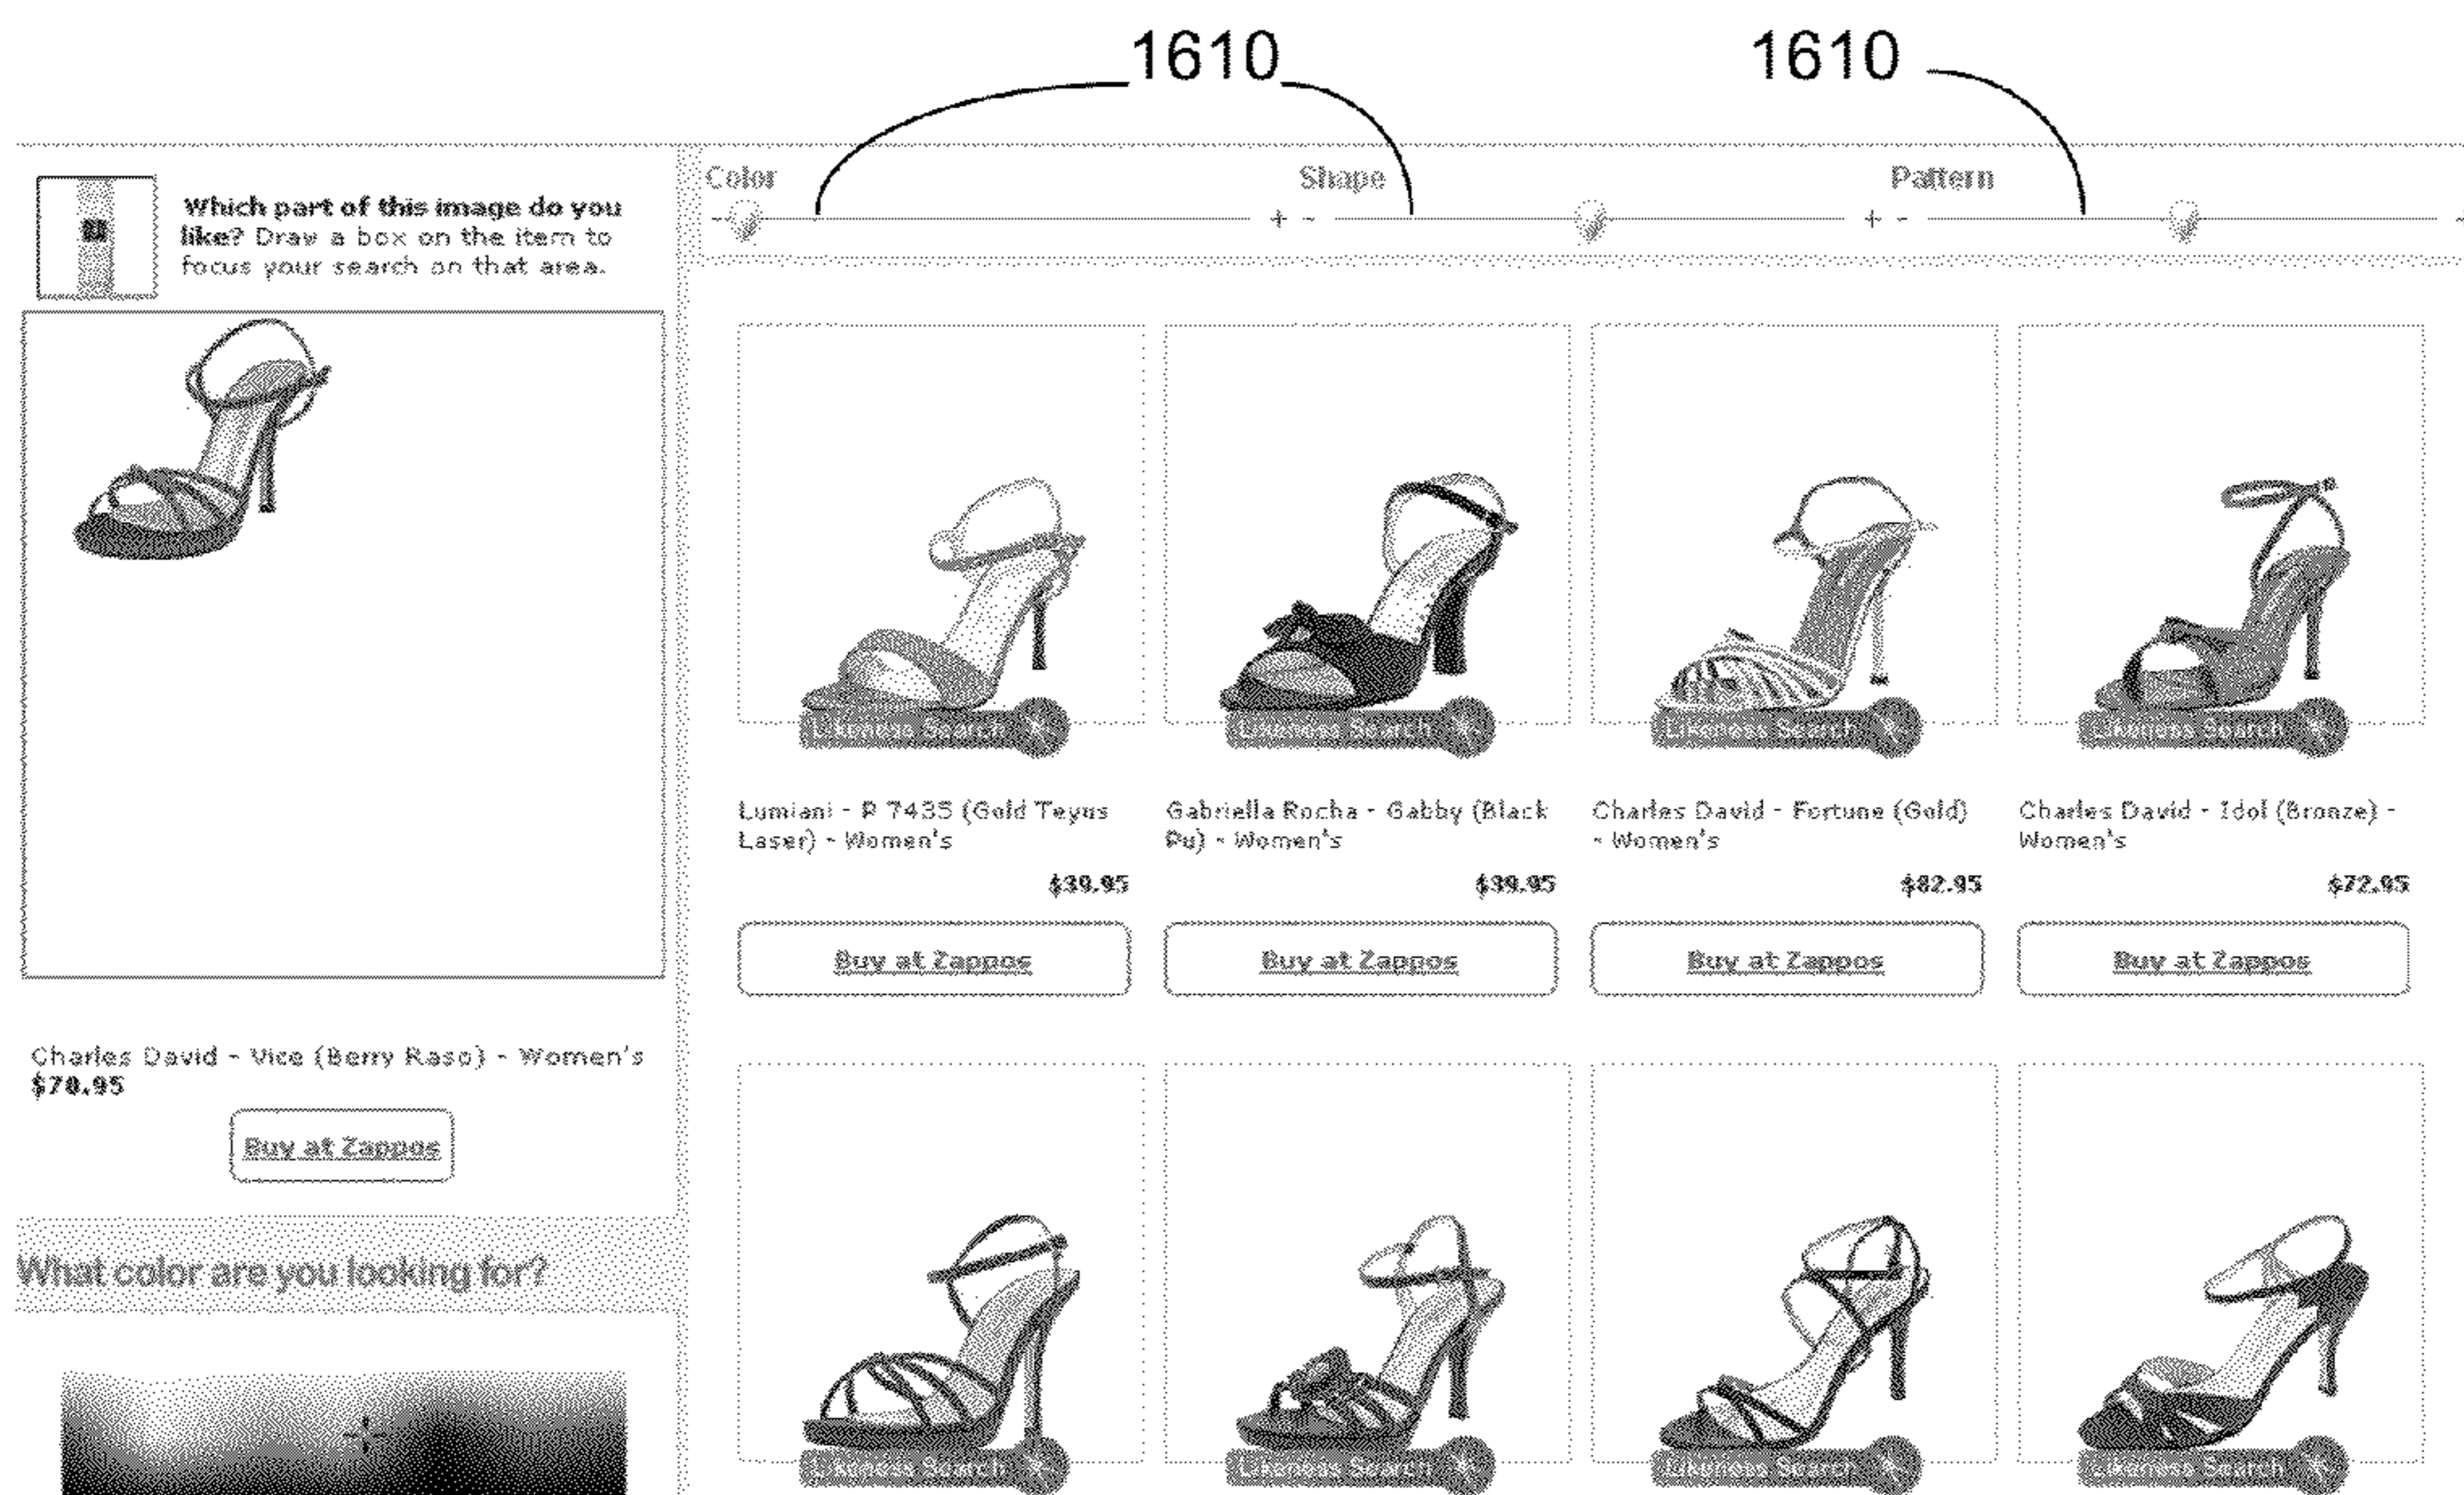 1610 1610
Color Shape Pattern
- + - + -
Which part of this image do you
like? Draw a box on the item to
focus your search on that area.
Likeness Search Likeness Search Likeness Search Likeness Search
Lumiani - P 7435 (Gold Teyus
Laser) - Women's
$39.95
Buy at Zappos
Gabriella Rocha - Gabby (Black
Pu) - Women's
$39.95
Buy at Zappos
Charles David - Fortune (Gold)
- Women's
$82.95
Buy at Zappos
Charles David - Idol (Bronze) -
Women's
$72.95
Buy at Zappos
Charles David - Vice (Berry Raso) - Women's
$70.95
Buy at Zappos
What color are you looking for?
Likeness Search Likeness Search Likeness Search Likeness Search